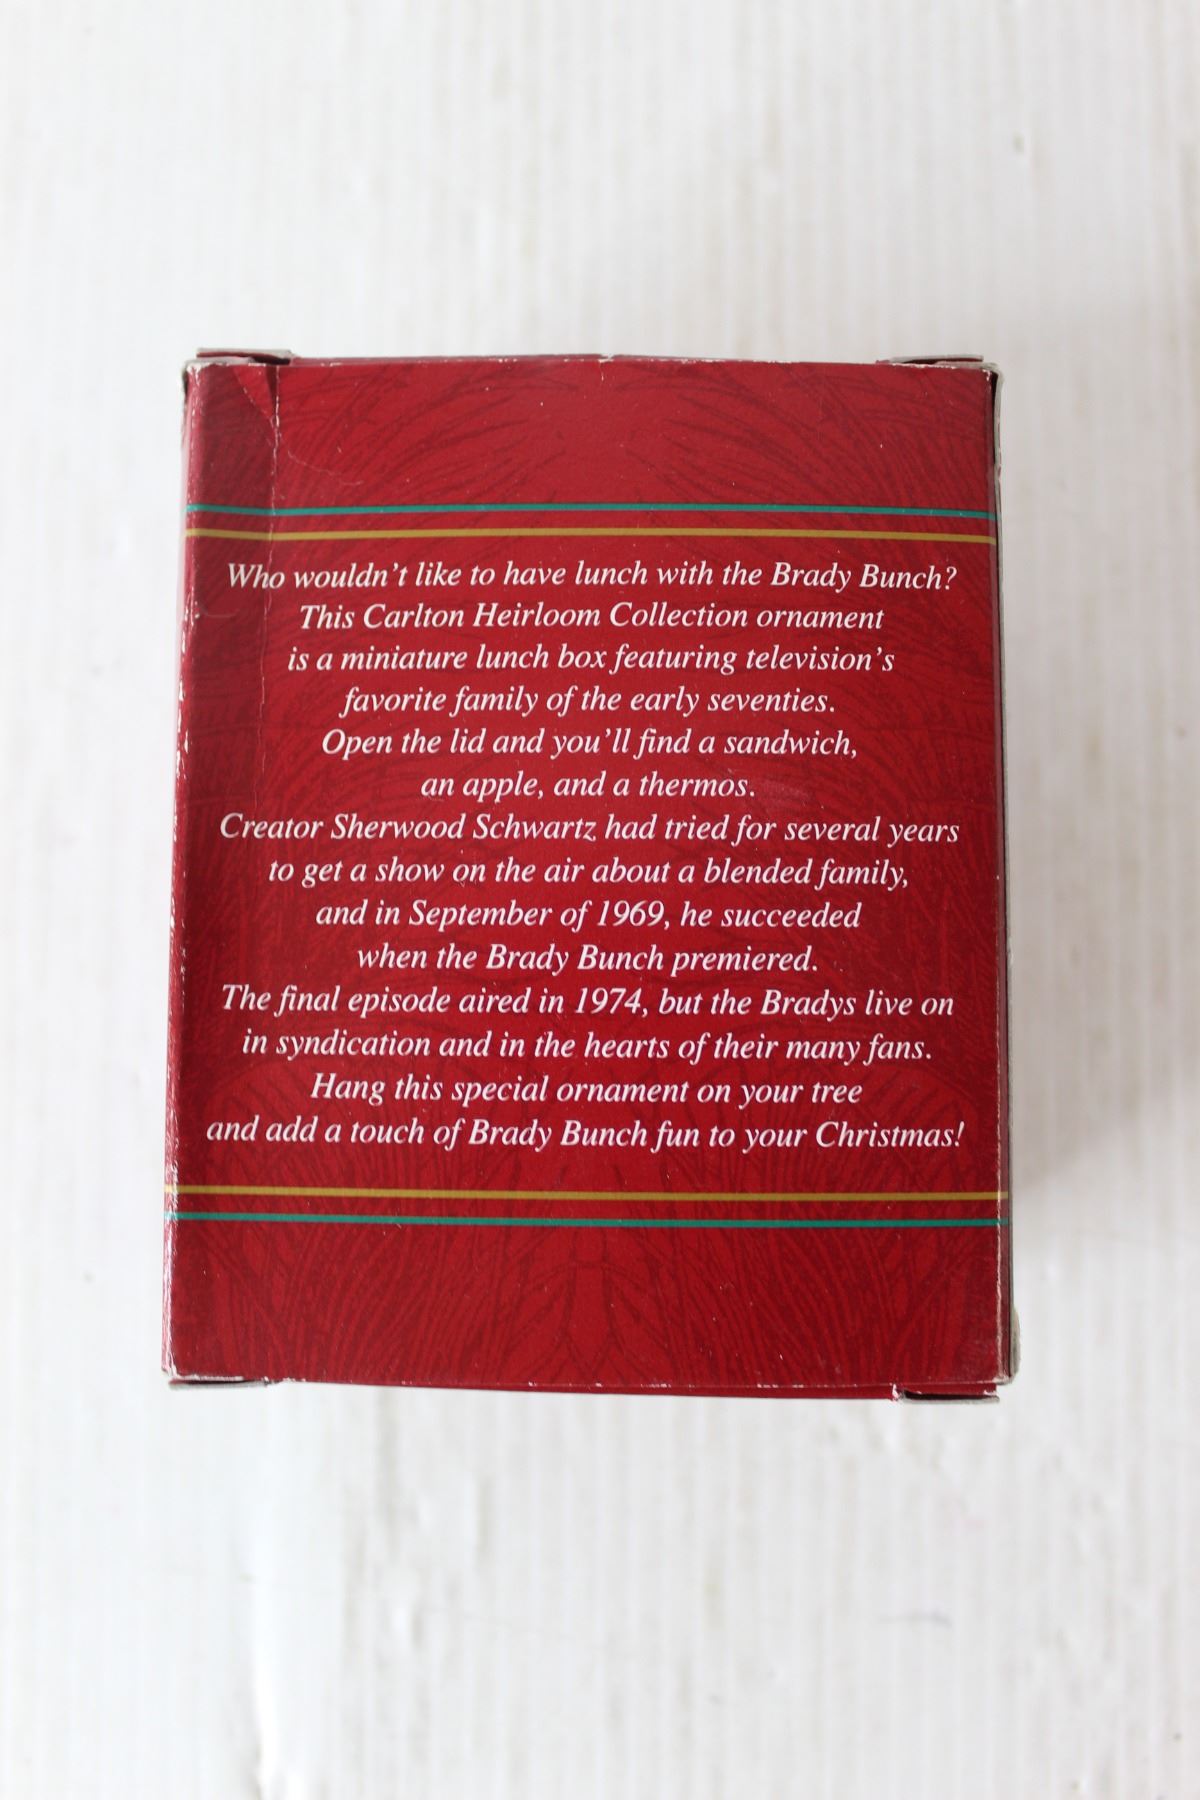 Who wouldn't like to have lunch with the Brady Bunch?
This Carlton Heirloom Collection ornament
is a miniature lunch box featuring television's
favorite family of the early seventies.
Open the lid and you'll find a sandwich,
an apple, and a thermos.
Creator Sherwood Schwartz had tried for several years
to get a show on the air about a blended family,
and in September of 1969, he succeeded
when the Brady Bunch premiered.
The final episode aired in 1974, but the Bradys live on
in syndication and in the hearts of their many fans.
Hang this special ornament on your tree
and add a touch of Brady Bunch fun to your Christmas!